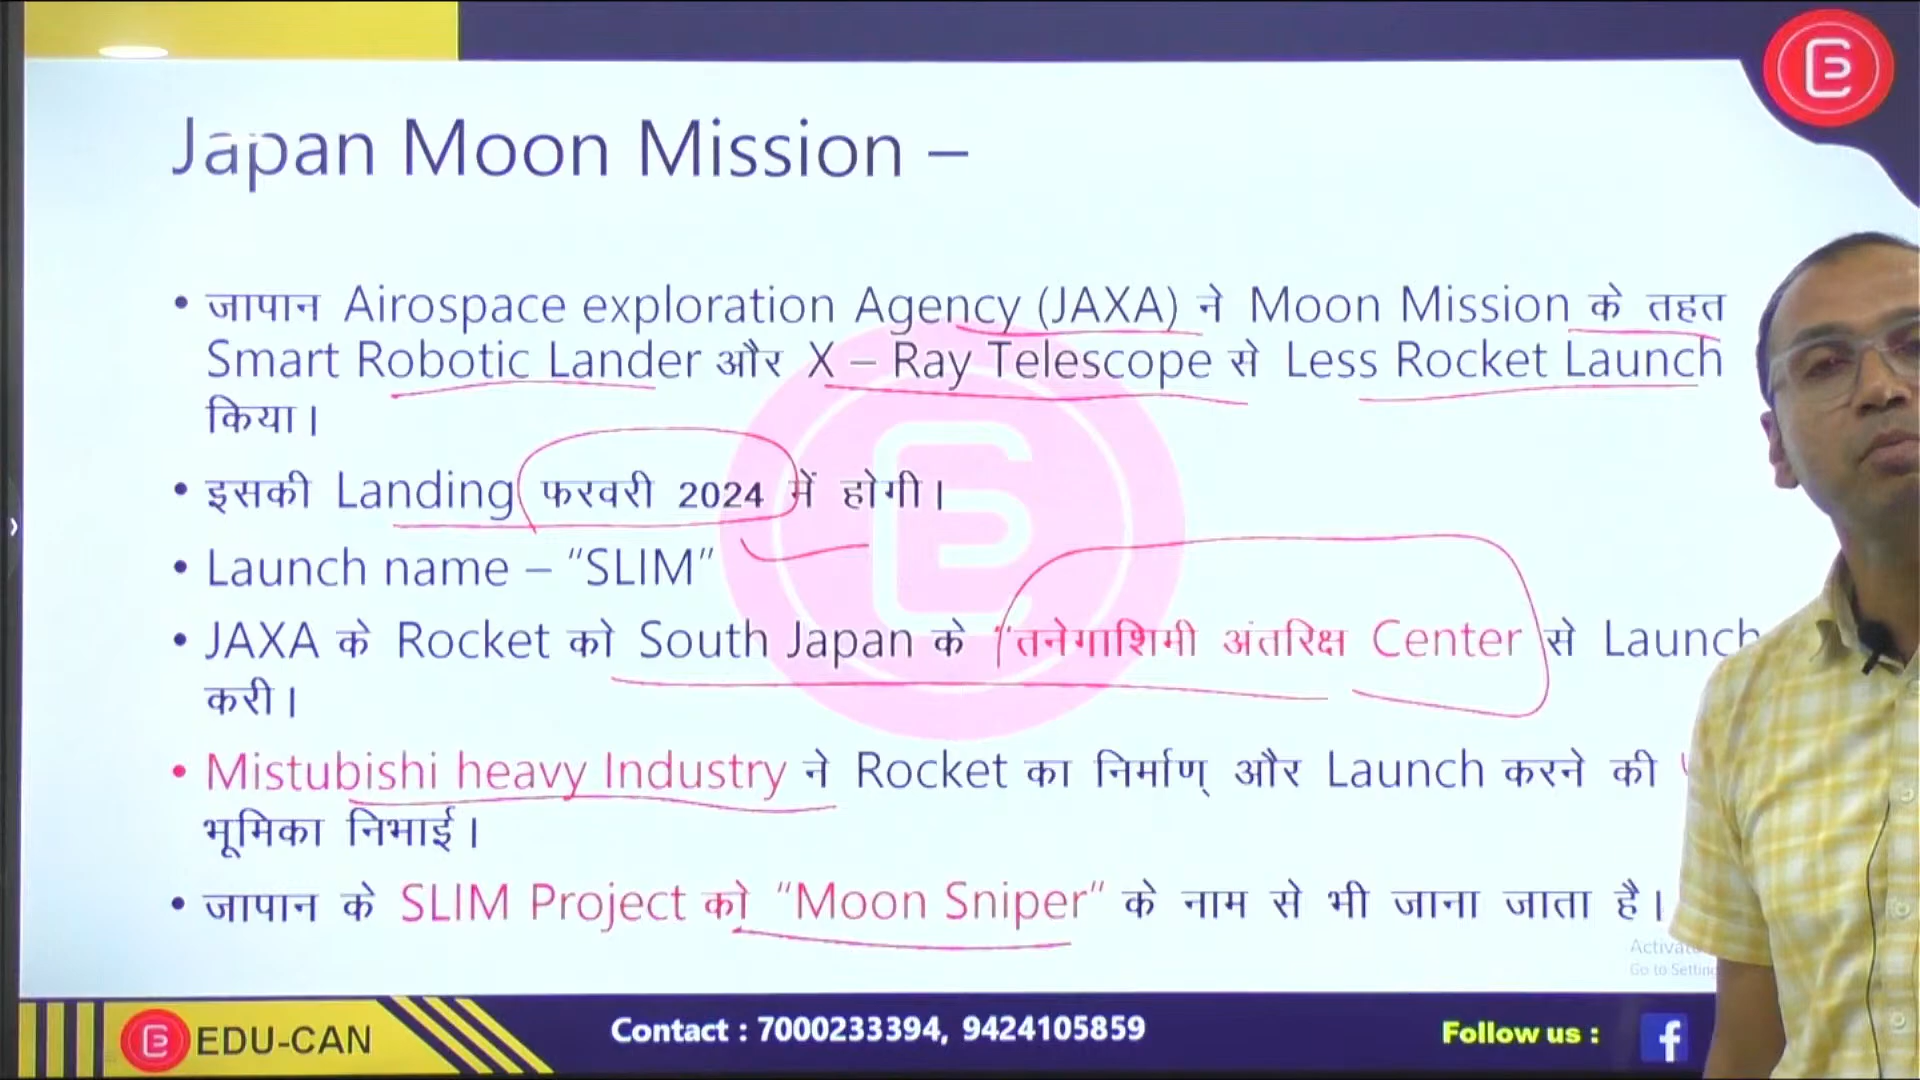 Japan Moon Mission –
• जापान Airospace exploration Agency (JAXA) ने Moon Mission के तहत
Smart Robotic Lander और X – Ray Telescope से Less Rocket Launch
किया।
• इसकी Landing फरवरी 2024 में होगी।
• Launch name – “SLIM”
• JAXA के Rocket को South Japan के “तनेगाशिमी अंतरिक्ष Center से Launch
करी।
• Mistubishi heavy Industry ने Rocket का निर्माण् और Launch करने की
भूमिका निभाई।
• जापान के SLIM Project को “Moon Sniper” के नाम से भी जाना जाता है।
Go to
EDU-CAN
Contact : 7000233394, 9424105859
Follow us :